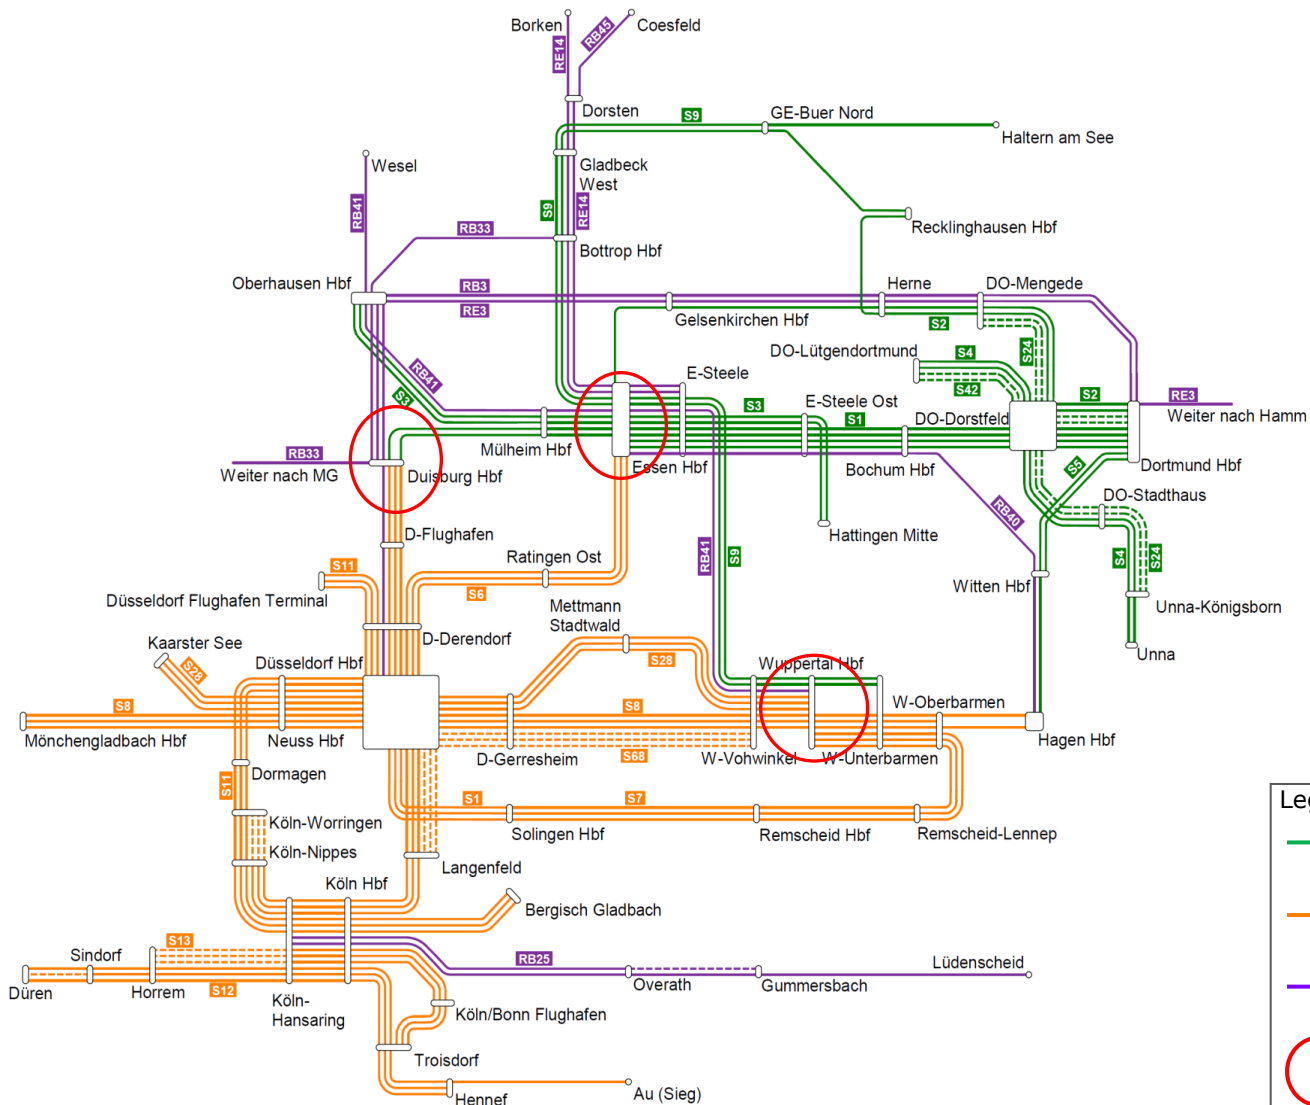 Borken
Coesfeld
RE14
RB45
Dorsten
S9
GE-Buer Nord
Haltern am See
Wesel
Gladbeck
West
RB41
S9
RE14
RB33
Bottrop Hbf
Recklinghausen Hbf
Oberhausen Hbf
RB3
RE3
Herne
DO-Mengede
Gelsenkirchen Hbf
S2
S24
DO-Lütgendortmund
S4
S42
E-Steele
RB41
S3
S3
E-Steele Ost
S1
DO-Dorstfeld
S2
RE3
Weiter nach Hamm
Mülheim Hbf
Essen Hbf
Bochum Hbf
Dortmund Hbf
RB33
Weiter nach MG
Duisburg Hbf
S5
DO-Stadthaus
RB40
Hattingen Mitte
D-Flughafen
RB41
S9
Ratingen Ost
S11
S6
Witten Hbf
S4
S24
Düsseldorf Flughafen Terminal
Unna-Königsborn
Mettmann
Stadtwald
D-Derendorf
Kaarster See
Unna
S28
Düsseldorf Hbf
S28
Wuppertal Hbf
S8
S8
W-Oberbarmen
Mönchengladbach Hbf
Neuss Hbf
D-Gerresheim
S68
W-Vohwinkel
W-Unterbarmen
Hagen Hbf
Dormagen
S11
S1
S7
Köln-Worringen
Solingen Hbf
Remscheid Hbf
Remscheid-Lennep
Köln-Nippes
Langenfeld
Köln Hbf
Bergisch Gladbach
S13
Sindorf
RB25
Lüdenscheid
Düren
Horrem
S12
Köln-
Hansaring
Overath
Gummersbach
Köln/Bonn Flughafen
Troisdorf
Au (Sieg)
Hennef